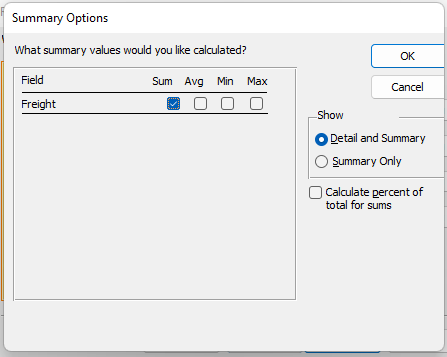 Summary Options
What summary values would you like calculated?
OK
Cancel
Field Sum Avg Min Max
Freight
Show
Detail and Summary
Summary Only
Calculate percent of
total for sums